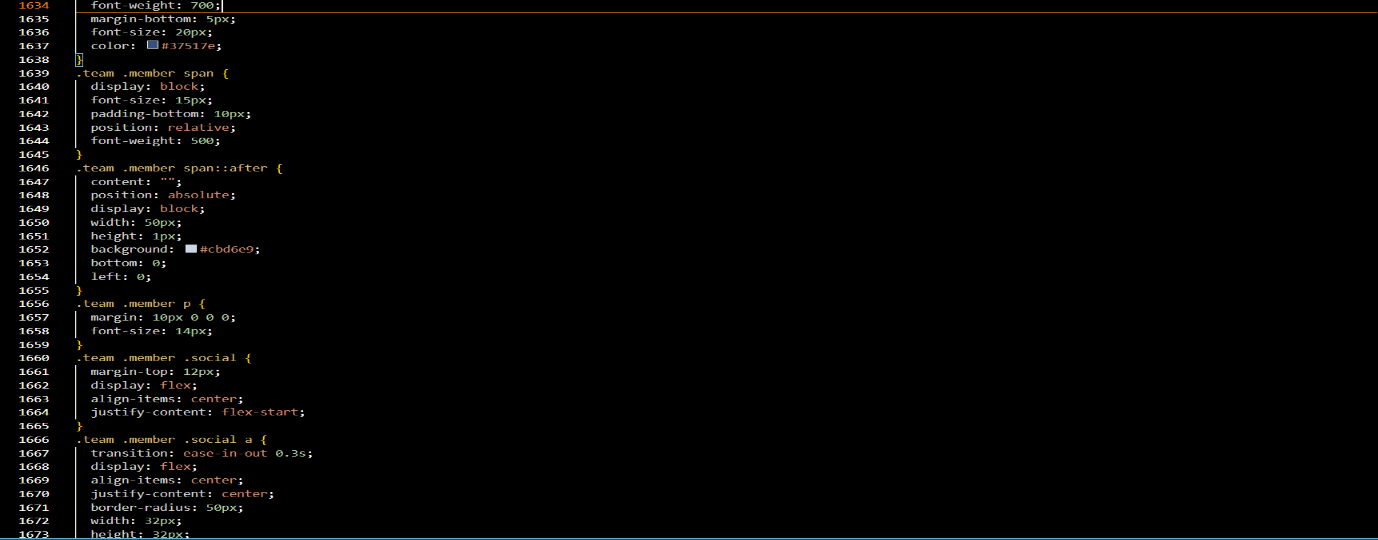 1634 font-weight: 700;
1635 margin-bottom: 5px;
1636 font-size: 20px;
1637 color: #37517e;
1638 }
1639 .team .member span {
1640 display: block;
1641 font-size: 15px;
1642 padding-bottom: 10px;
1643 position: relative;
1644 font-weight: 500;
1645 }
1646 .team .member span::after {
1647 content: "";
1648 position: absolute;
1649 display: block;
1650 width: 50px;
1651 height: 1px;
1652 background: #cbd6e9;
1653 bottom: 0;
1654 left: 0;
1655 }
1656 .team .member p {
1657 margin: 10px 0 0 0;
1658 font-size: 14px;
1659 }
1660 .team .member .social {
1661 margin-top: 12px;
1662 display: flex;
1663 align-items: center;
1664 justify-content: flex-start;
1665 }
1666 .team .member .social a {
1667 transition: ease-in-out 0.3s;
1668 display: flex;
1669 align-items: center;
1670 justify-content: center;
1671 border-radius: 50px;
1672 width: 32px;
1673 height: 32px;